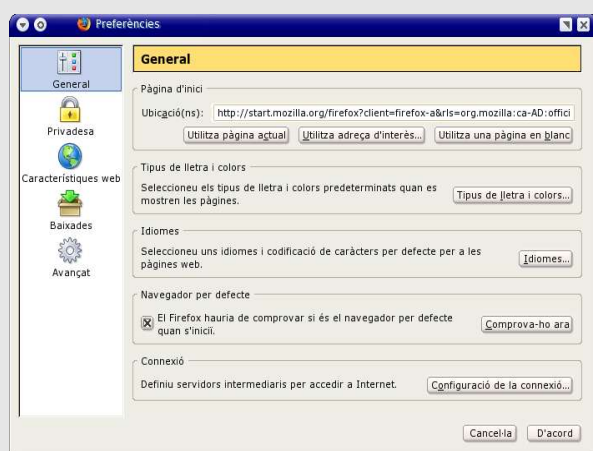 Preferències
General
Privadesa
Característiques web
Baixades
Avançat
General
Pàgina d'inici
Ubicació(ns): http://start.mozilla.org/firefox?client=firefox-a&rls=org.mozilla:ca-AD:offici
Utilitza pàgina actual Utilitza adreça d'interès... Utilitza una pàgina en blanc
Tipus de lletra i colors
Seleccioneu els tipus de lletra i colors predeterminats quan es
mostren les pàgines.
Tipus de lletra i colors...
Idiomes
Seleccioneu uns idiomes i codificació de caràcters per defecte per a les
pàgines web.
Idiomes...
Navegador per defecte
El Firefox hauria de comprovar si és el navegador per defecte
quan s'iniciï.
Comprova-ho ara
Connexió
Definiu servidors intermediaris per accedir a Internet.
Configuració de la connexió...
Cancel·la D'acord